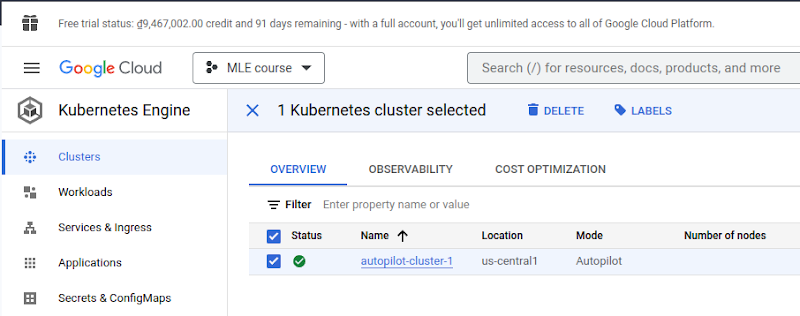 Free trial status: ₫9,467,002.00 credit and 91 days remaining - with a full account, you'll get unlimited access to all of Google Cloud Platform.
Google Cloud
MLE course
Search (/) for resources, docs, products, and more
Kubernetes Engine
1 Kubernetes cluster selected
DELETE
LABELS
Clusters
Workloads
Services & Ingress
Applications
Secrets & ConfigMaps
OVERVIEW
OBSERVABILITY
COST OPTIMIZATION
Filter Enter property name or value
Status Name Location Mode Number of nodes
autopilot-cluster-1 us-central1 Autopilot